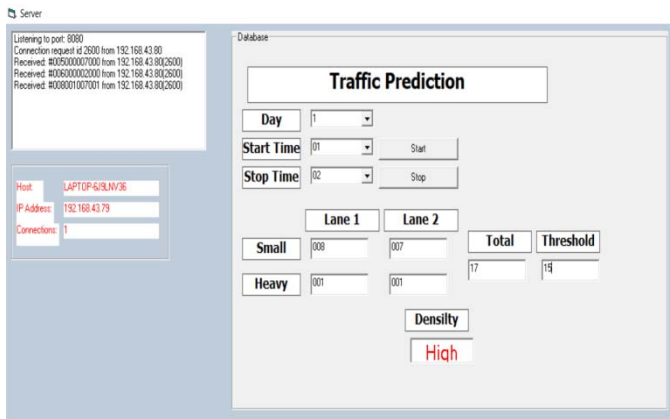 Server
Listening to port: 8080
Connection request id 2600 from 192.168.43.80
Received: #005000007000 from 192.168.43.80(2600)
Received: #006000002000 from 192.168.43.80(2600)
Received: #008001007001 from 192.168.43.80(2600)
Host: LAPTOP-6J9LNV36
IP Address: 192.168.43.79
Connections: 1
Database
Traffic Prediction
Day 1
Start Time 01 Start
Stop Time 02 Stop
Lane 1 Lane 2
Small 008 007 Total Threshold
17 15
Heavy 001 001
Densilty
High